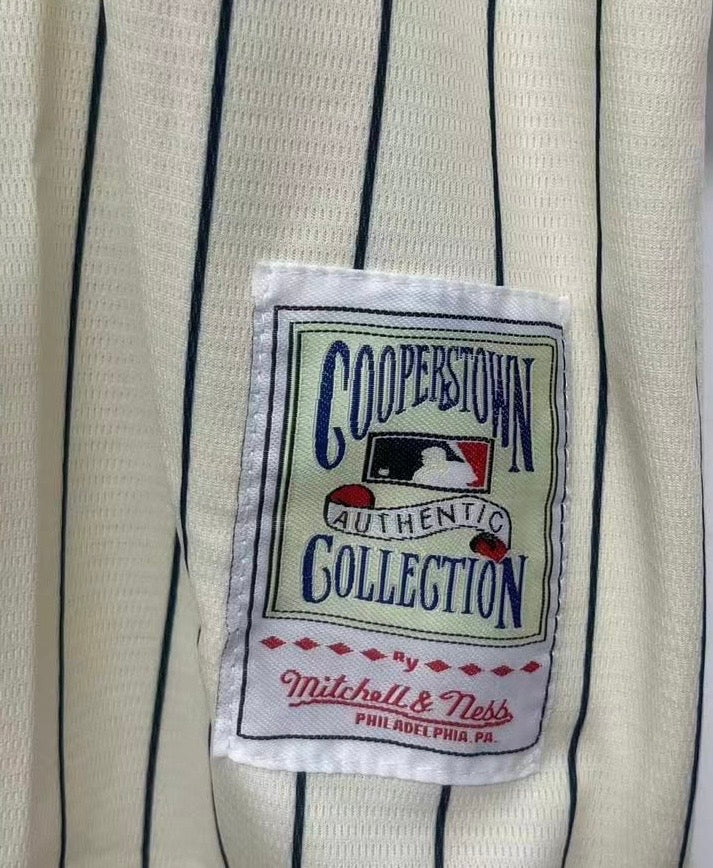 COOPERSTOWN
AUTHENTIC
COLLECTION
By
Mitchell & Ness
PHILADELPHIA. PA.